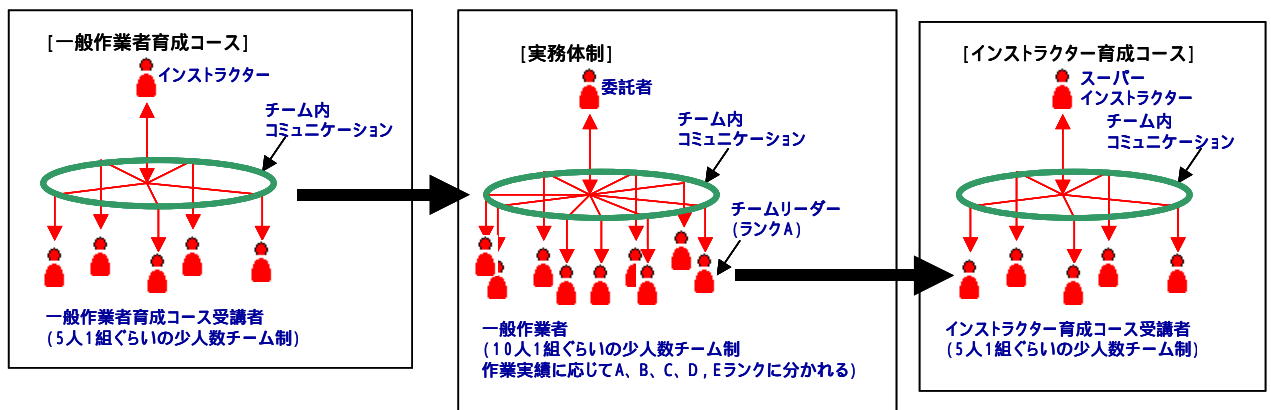 [一般作業者育成コース]
インストラクター
チーム内
コミュニケーション
一般作業者育成コース受講者
(5人1組ぐらいの少人数チーム制)
[実務体制]
委託者
チーム内
コミュニケーション
チームリーダー
(ランクA)
一般作業者
(10人1組ぐらいの少人数チーム制
作業実績に応じてA、B、C、D,Eランクに分かれる)
[インストラクター育成コース]
スーパー
インストラクター
チーム内
コミュニケーション
インストラクター育成コース受講者
(5人1組ぐらいの少人数チーム制)